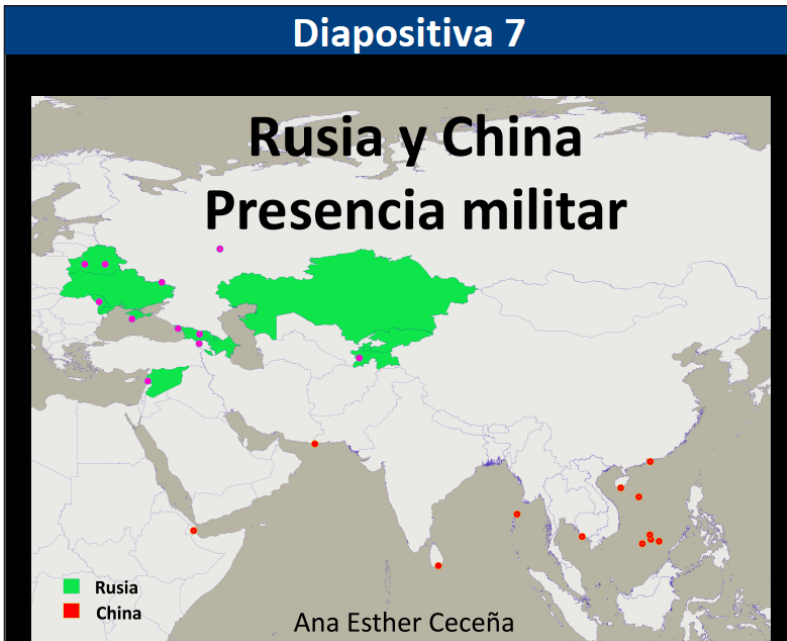 Diapositiva 7
Rusia y China
Presencia militar
Rusia
China
Ana Esther Ceceña